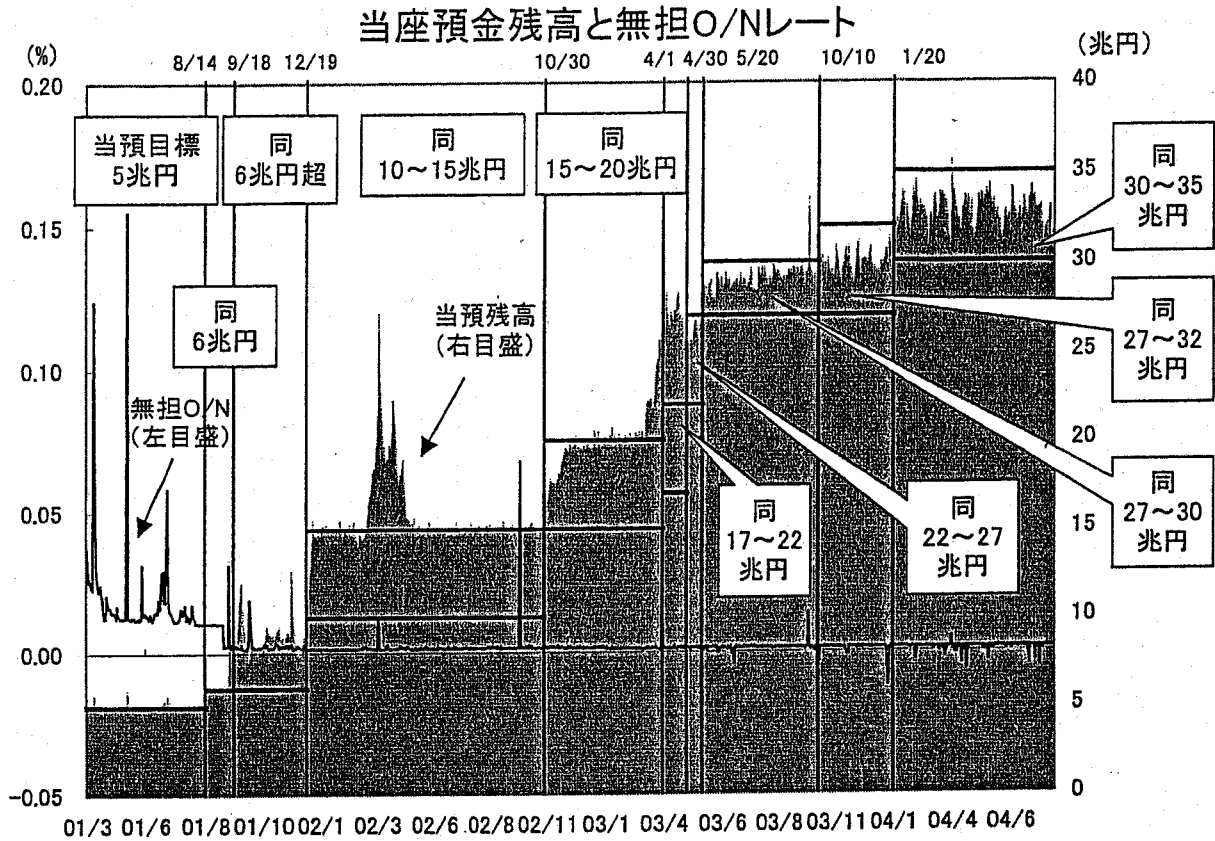 当座預金残高と無担O/Nレート
(%)
(兆円)
8/14 9/18 12/19 10/30 4/1 4/30 5/20 10/10 1/20
0.20
0.15
0.10
0.05
0.00
-0.05
40
35
30
25
20
15
10
5
0
当預目標
5兆円
同
6兆円超
同
10～15兆円
同
15～20兆円
同
30～35
兆円
同
6兆円
当預残高
(右目盛)
同
27～32
兆円
無担O/N
(左目盛)
同
17～22
兆円
同
22～27
兆円
同
27～30
兆円
01/3 01/6 01/8 01/10 02/1 02/3 02/6 02/8 02/11 03/1 03/4 03/6 03/8 03/11 04/1 04/4 04/6